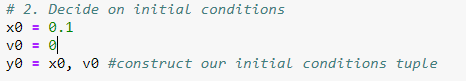 # 2. Decide on initial conditions
x0 = 0.1
v0 = 0
y0 = x0, v0 #construct our initial conditions tuple